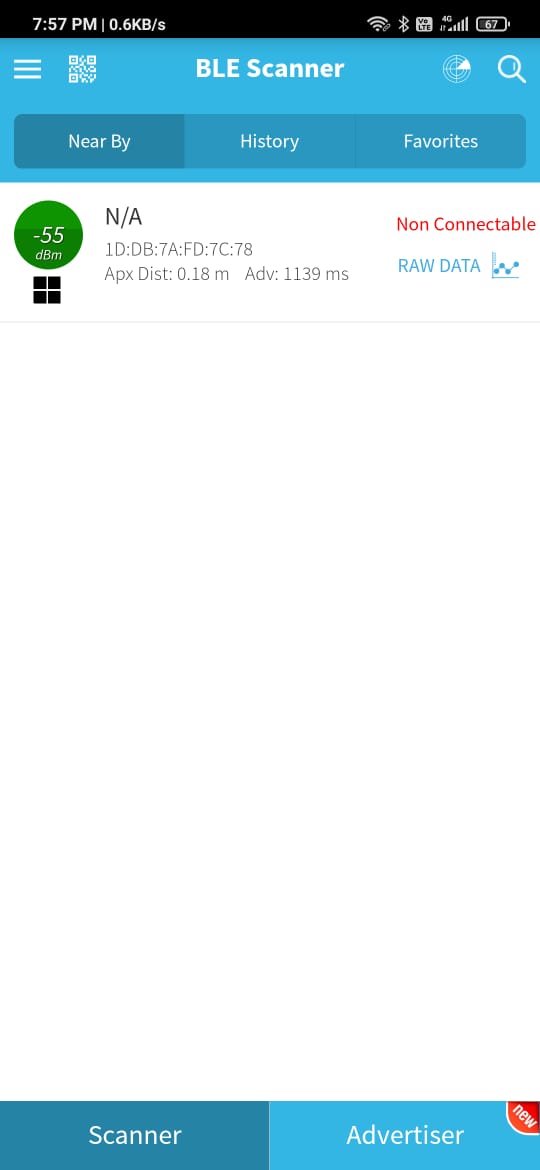 7:57 PM | 0.6KB/s
Vo LTE
4G
67
BLE Scanner
Near By
History
Favorites
-55
dBm
N/A
1D:DB:7A:FD:7C:78
Apx Dist: 0.18 m Adv: 1139 ms
Non Connectable
RAW DATA
Scanner
Advertiser
new